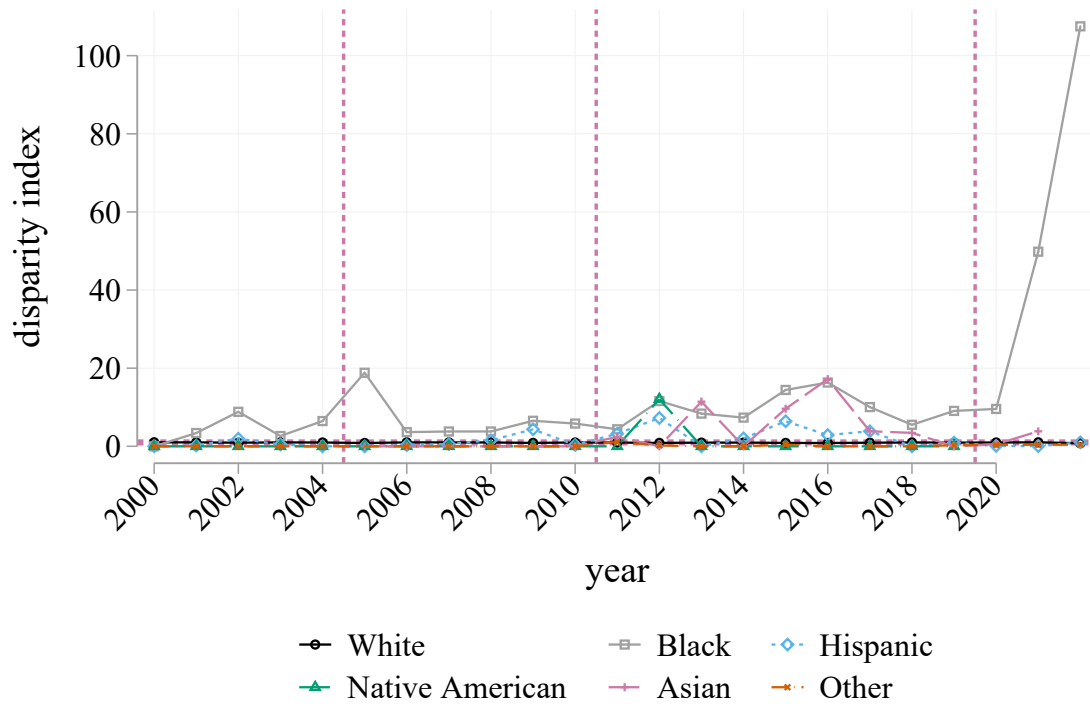 100
80
60
40
20
0
disparity index
2000 2002 2004 2006 2008 2010 2012 2014 2016 2018 2020
year
White Black Hispanic
Native American Asian Other